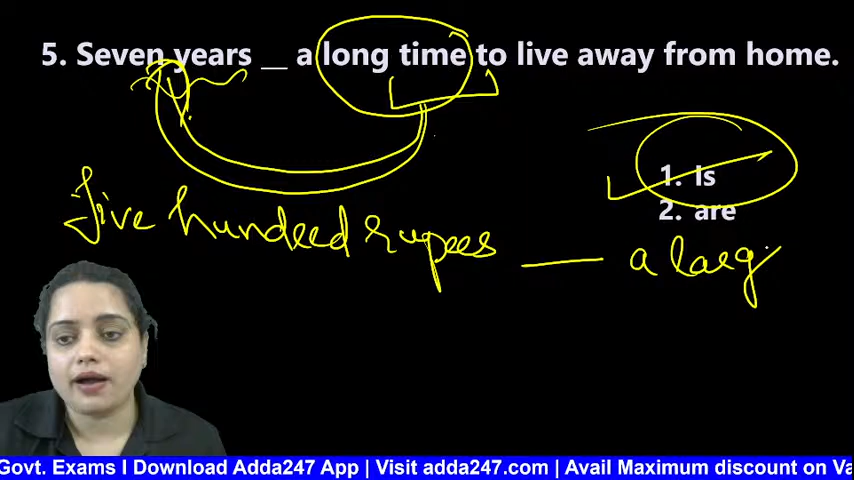 5. Seven years __ a long time to live away from home.
1. Is
2. are
five hundred rupees ___ a larg
Govt. Exams I Download Adda247 App | Visit adda247.com | Avail Maximum discount on Va